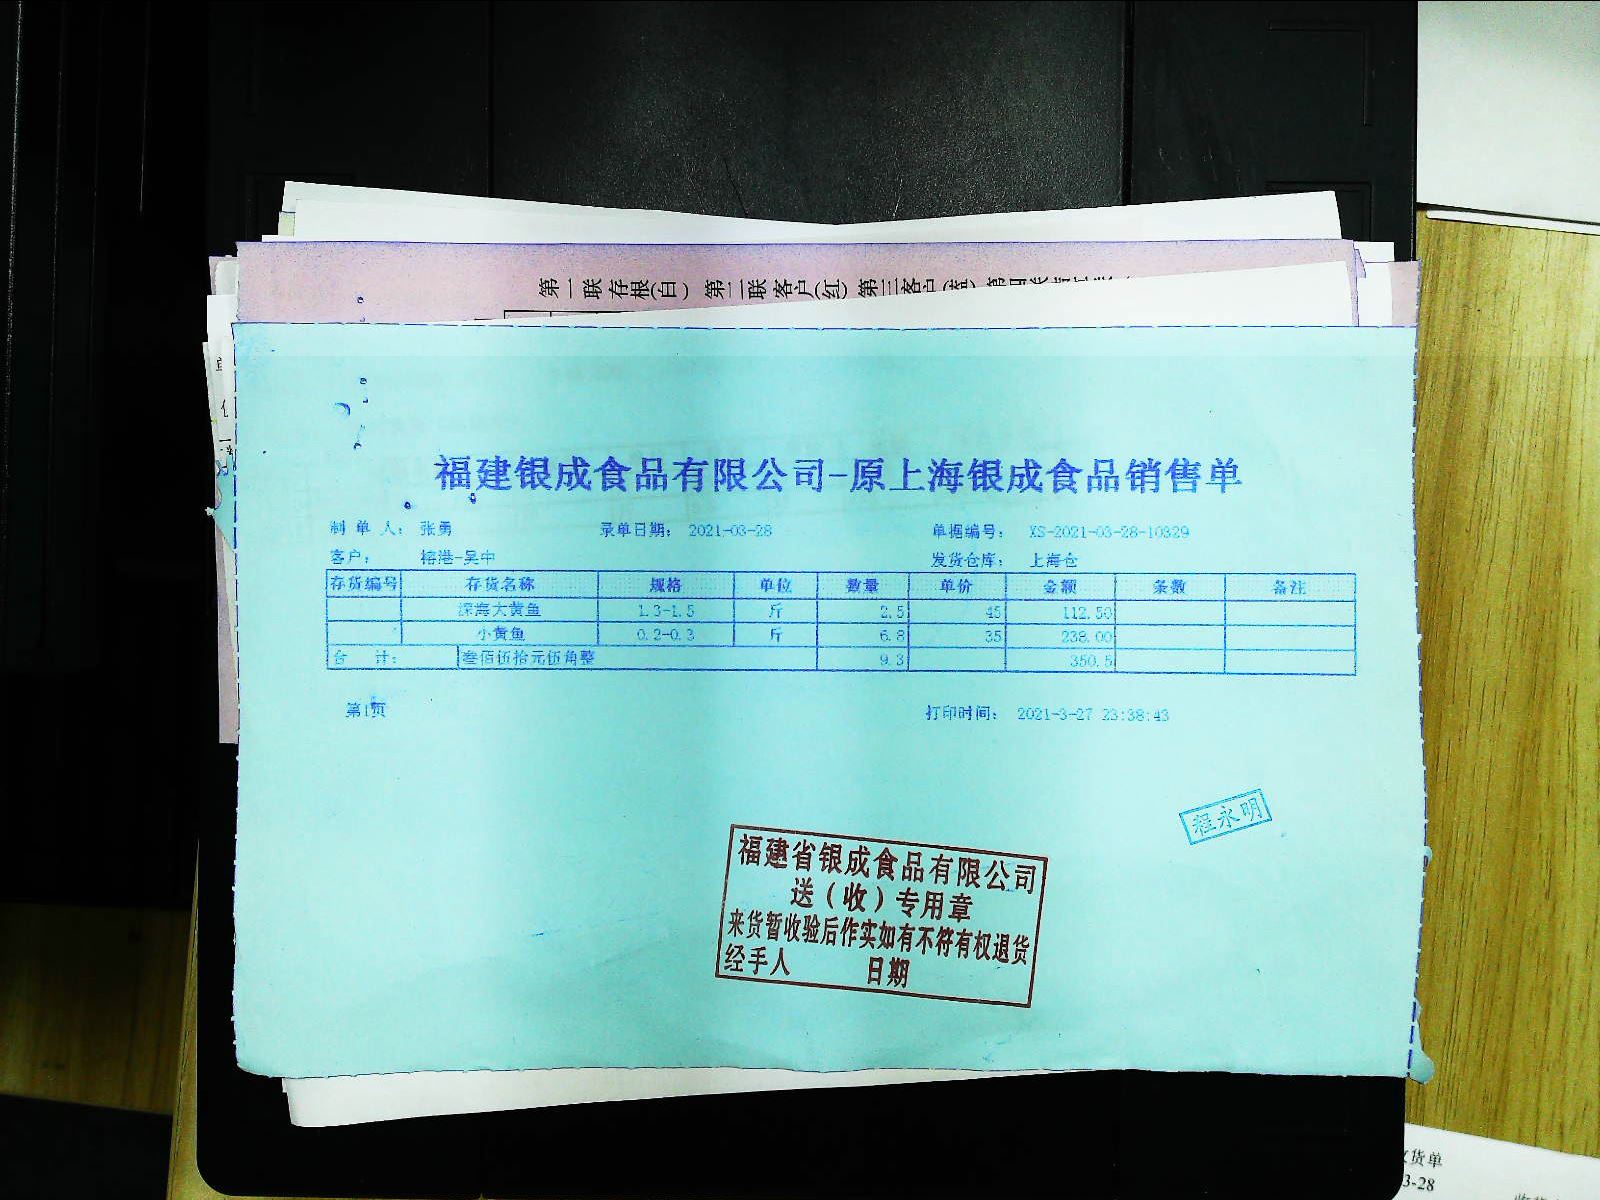 第一联存根(白) 第二联客户(红) 第三客户(蓝)
福建银成食品有限公司-原上海银成食品销售单
制 单 人: 张勇 录单日期: 2021-03-28 单据编号: XS-2021-03-28-10329
客户: 榕港-吴中 发货仓库: 上海仓
存货编号 存货名称 规格 单位 数量 单价 金额 条数 备注
深海大黄鱼 1.3-1.5 斤 2.5 45 112.50
小黄鱼 0.2-0.3 斤 6.8 35 238.00
合 计: 叁佰伍拾元伍角整 9.3 350.5
第1页 打印时间: 2021-3-27 23:38:43
程永明
福建省银成食品有限公司
送(收)专用章
来货暂收验后作实如有不符有权退货
经手人 日期
货单
3-28